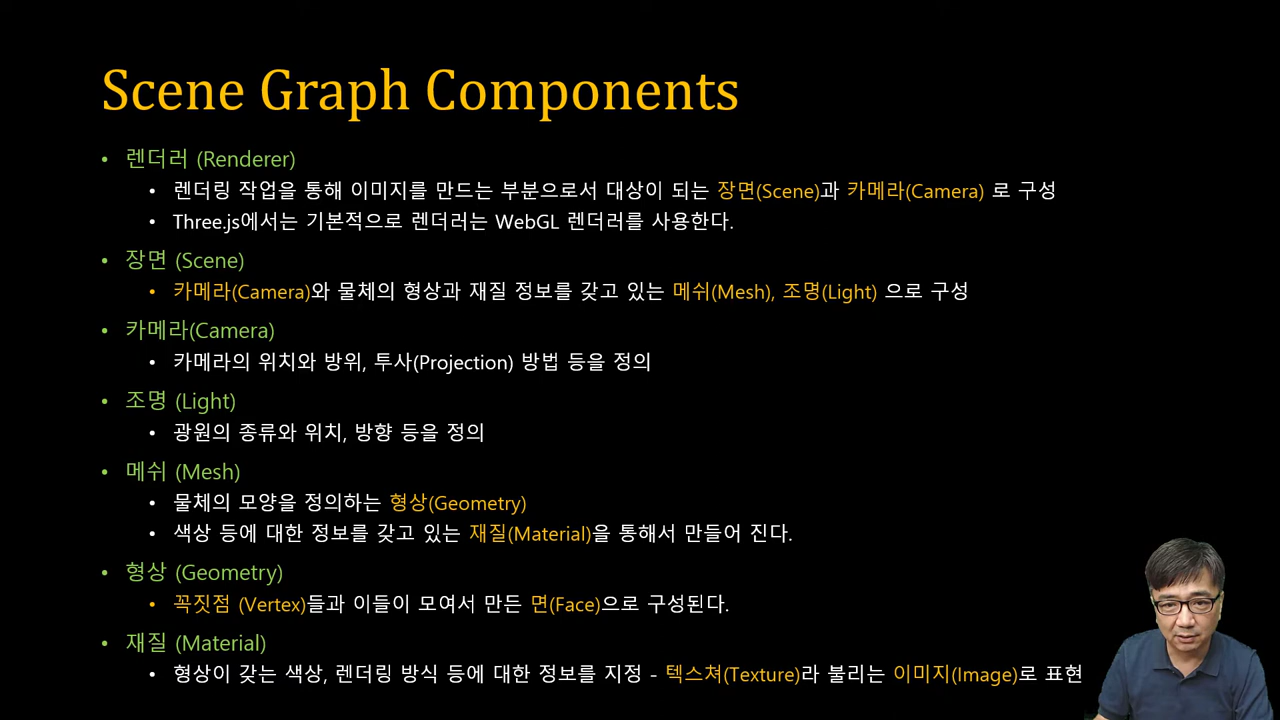 Scene Graph Components
• 렌더러 (Renderer)
• 렌더링 작업을 통해 이미지를 만드는 부분으로서 대상이 되는 장면(Scene)과 카메라(Camera) 로 구성
• Three.js에서는 기본적으로 렌더러는 WebGL 렌더러를 사용한다.
• 장면 (Scene)
• 카메라(Camera)와 물체의 형상과 재질 정보를 갖고 있는 메쉬(Mesh), 조명(Light) 으로 구성
• 카메라(Camera)
• 카메라의 위치와 방위, 투사(Projection) 방법 등을 정의
• 조명 (Light)
• 광원의 종류와 위치, 방향 등을 정의
• 메쉬 (Mesh)
• 물체의 모양을 정의하는 형상(Geometry)
• 색상 등에 대한 정보를 갖고 있는 재질(Material)을 통해서 만들어 진다.
• 형상 (Geometry)
• 꼭짓점 (Vertex)들과 이들이 모여서 만든 면(Face)으로 구성된다.
• 재질 (Material)
• 형상이 갖는 색상, 렌더링 방식 등에 대한 정보를 지정 - 텍스쳐(Texture)라 불리는 이미지(Image)로 표현